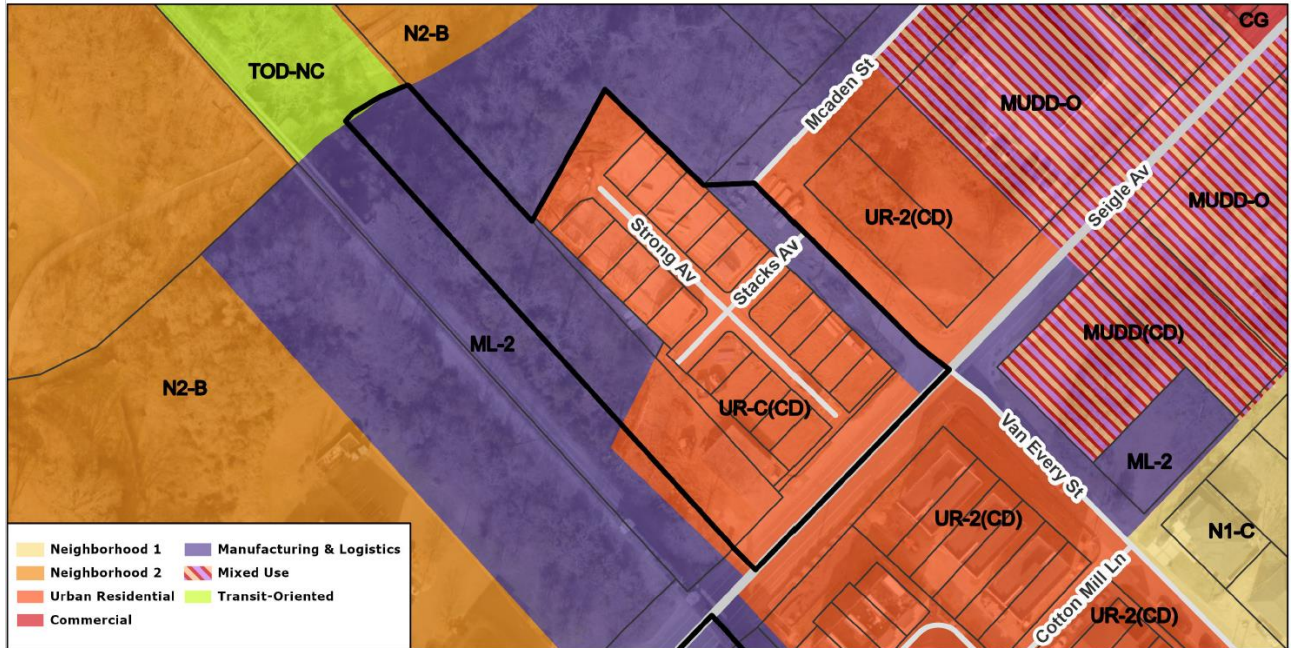 CG
N2-B
TOD-NC
Mcaden St
MUDD-O
Seigle Av
MUDD-O
UR-2(CD)
Strong Av
Stacks Av
MUDD(CD)
ML-2
N2-B
UR-C(CD)
Van Every St
ML-2
UR-2(CD)
N1-C
Cotton Mill Ln
UR-2(CD)
Neighborhood 1
Neighborhood 2
Urban Residential
Commercial
Manufacturing & Logistics
Mixed Use
Transit-Oriented